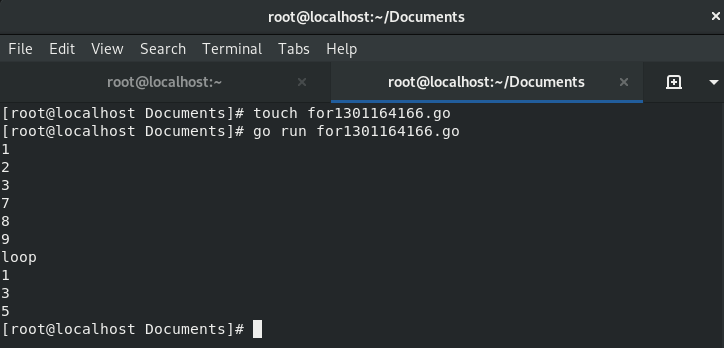 root@localhost:~/Documents
File Edit View Search Terminal Tabs Help
root@localhost:~ root@localhost:~/Documents
[root@localhost Documents]# touch for1301164166.go
[root@localhost Documents]# go run for1301164166.go
1
2
3
7
8
9
loop
1
3
5
[root@localhost Documents]#